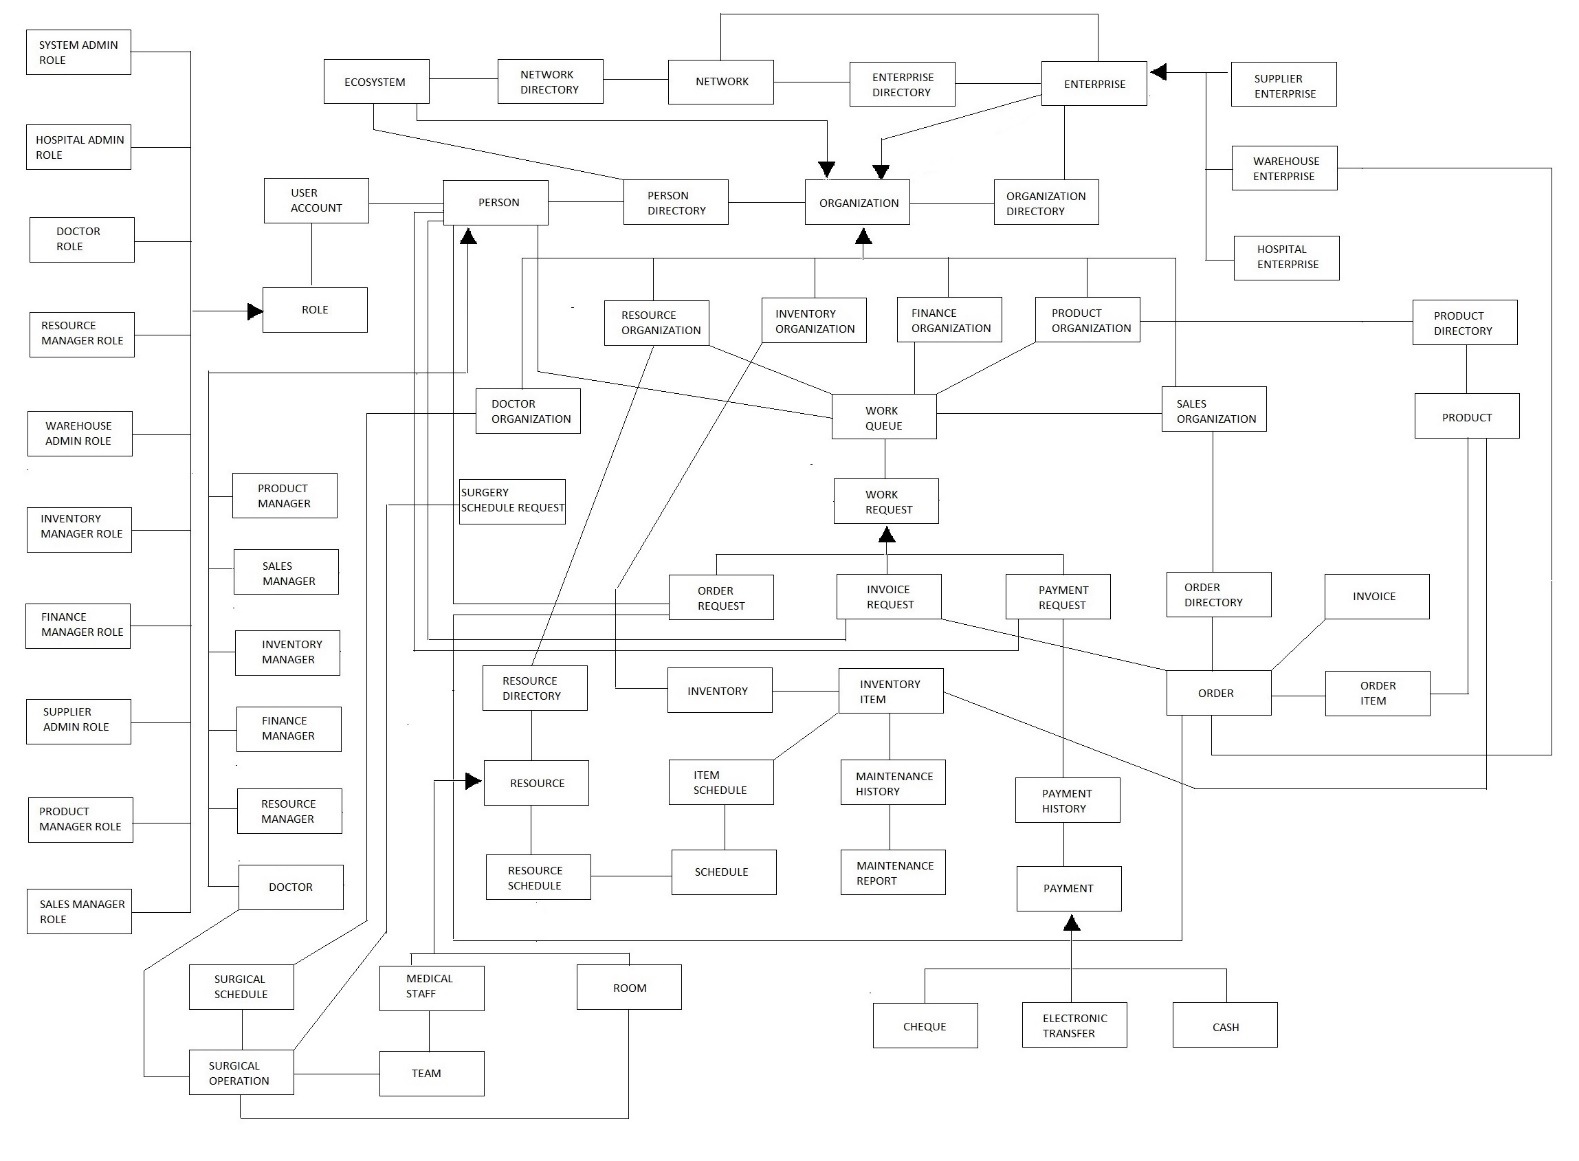 SYSTEM ADMIN
ROLE
ECOSYSTEM
NETWORK
DIRECTORY
NETWORK
ENTERPRISE
DIRECTORY
ENTERPRISE
SUPPLIER
ENTERPRISE
HOSPITAL ADMIN
ROLE
WAREHOUSE
ENTERPRISE
USER
ACCOUNT
PERSON
PERSON
DIRECTORY
ORGANIZATION
ORGANIZATION
DIRECTORY
DOCTOR
ROLE
HOSPITAL
ENTERPRISE
ROLE
RESOURCE
ORGANIZATION
INVENTORY
ORGANIZATION
FINANCE
ORGANIZATION
PRODUCT
ORGANIZATION
PRODUCT
DIRECTORY
RESOURCE
MANAGER ROLE
DOCTOR
ORGANIZATION
WORK
QUEUE
SALES
ORGANIZATION
PRODUCT
WAREHOUSE
ADMIN ROLE
PRODUCT
MANAGER
SURGERY
SCHEDULE REQUEST
WORK
REQUEST
INVENTORY
MANAGER ROLE
SALES
MANAGER
ORDER
REQUEST
INVOICE
REQUEST
PAYMENT
REQUEST
ORDER
DIRECTORY
INVOICE
FINANCE
MANAGER ROLE
INVENTORY
MANAGER
RESOURCE
DIRECTORY
INVENTORY
INVENTORY
ITEM
ORDER
ORDER
ITEM
SUPPLIER
ADMIN ROLE
FINANCE
MANAGER
RESOURCE
ITEM
SCHEDULE
MAINTENANCE
HISTORY
PAYMENT
HISTORY
PRODUCT
MANAGER ROLE
RESOURCE
MANAGER
RESOURCE
SCHEDULE
SCHEDULE
MAINTENANCE
REPORT
PAYMENT
DOCTOR
SALES MANAGER
ROLE
SURGICAL
SCHEDULE
MEDICAL
STAFF
ROOM
CHEQUE
ELECTRONIC
TRANSFER
CASH
SURGICAL
OPERATION
TEAM